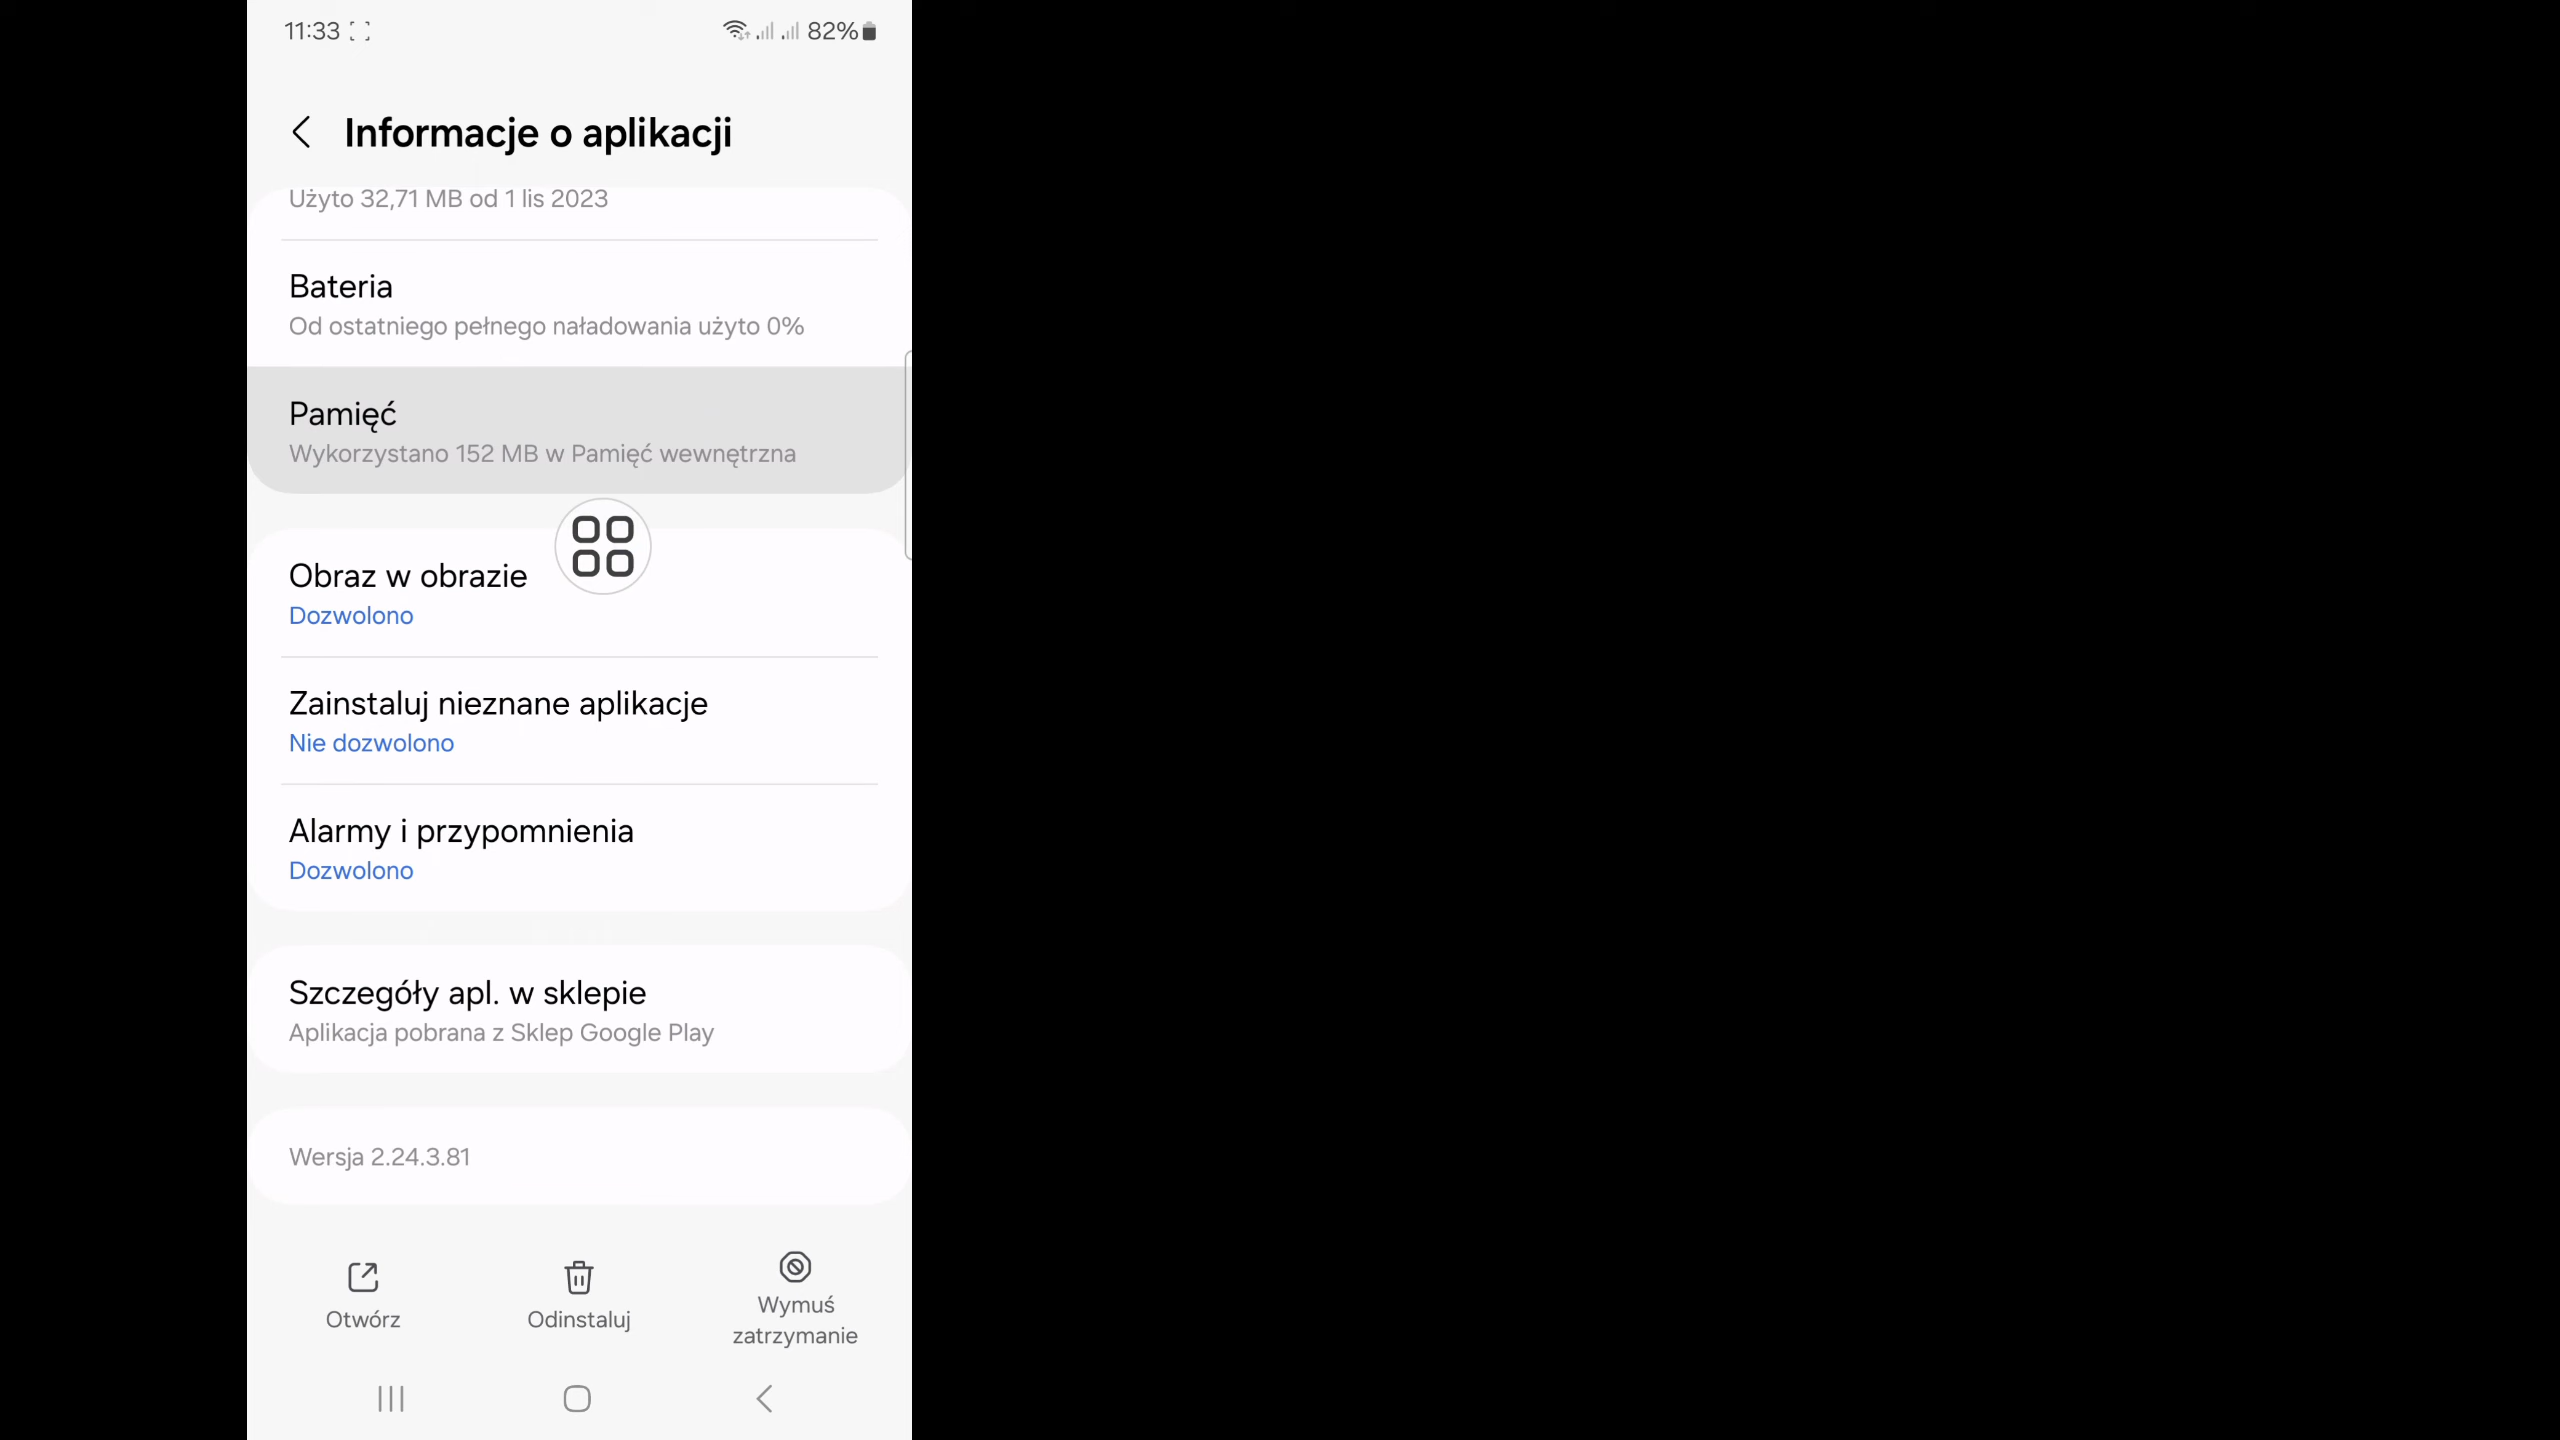 11:33
82%
Informacje o aplikacji
Użyto 32,71 MB od 1 lis 2023
Bateria
Od ostatniego pełnego naładowania użyto 0%
Pamięć
Wykorzystano 152 MB w Pamięć wewnętrzna
Obraz w obrazie
Dozwolono
Zainstaluj nieznane aplikacje
Nie dozwolono
Alarmy i przypomnienia
Dozwolono
Szczegóły apl. w sklepie
Aplikacja pobrana z Sklep Google Play
Wersja 2.24.3.81
Otwórz
Odinstaluj
Wymuś
zatrzymanie